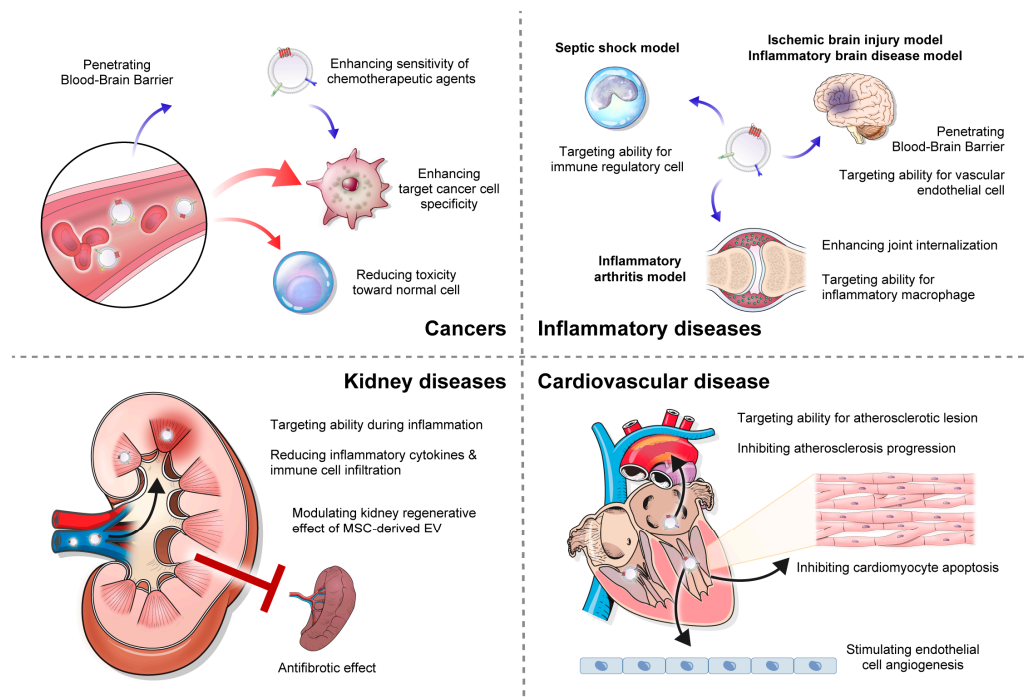 Penetrating
Blood-Brain Barrier
Enhancing sensitivity of
chemotherapeutic agents
Enhancing
target cancer cell
specificity
Reducing toxicity
toward normal cell
Cancers
Septic shock model
Ischemic brain injury model
Inflammatory brain disease model
Targeting ability for
immune regulatory cell
Penetrating
Blood-Brain Barrier
Targeting ability for vascular
endothelial cell
Inflammatory
arthritis model
Enhancing joint internalization
Targeting ability for
inflammatory macrophage
Inflammatory diseases
Kidney diseases
Targeting ability during inflammation
Reducing inflammatory cytokines &
immune cell infiltration
Modulating kidney regenerative
effect of MSC-derived EV
Antifibrotic effect
Cardiovascular disease
Targeting ability for atherosclerotic lesion
Inhibiting atherosclerosis progression
Inhibiting cardiomyocyte apoptosis
Stimulating endothelial
cell angiogenesis